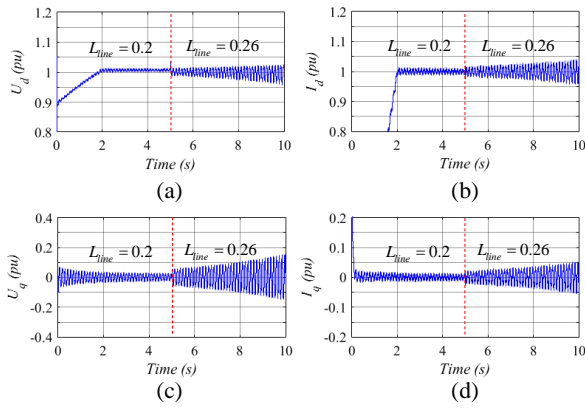 1.2
1.1
1
0.9
0.8
U_d (pu)
L_line = 0.2
L_line = 0.26
0 2 4 6 8 10
Time (s)
(a)
1.2
1.1
1
0.9
0.8
I_d (pu)
L_line = 0.2
L_line = 0.26
0 2 4 6 8 10
Time (s)
(b)
0.4
0.2
0
-0.2
-0.4
U_q (pu)
L_line = 0.2
L_line = 0.26
0 2 4 6 8 10
Time (s)
(c)
0.2
0.1
0
-0.1
-0.2
I_q (pu)
L_line = 0.2
L_line = 0.26
0 2 4 6 8 10
Time (s)
(d)